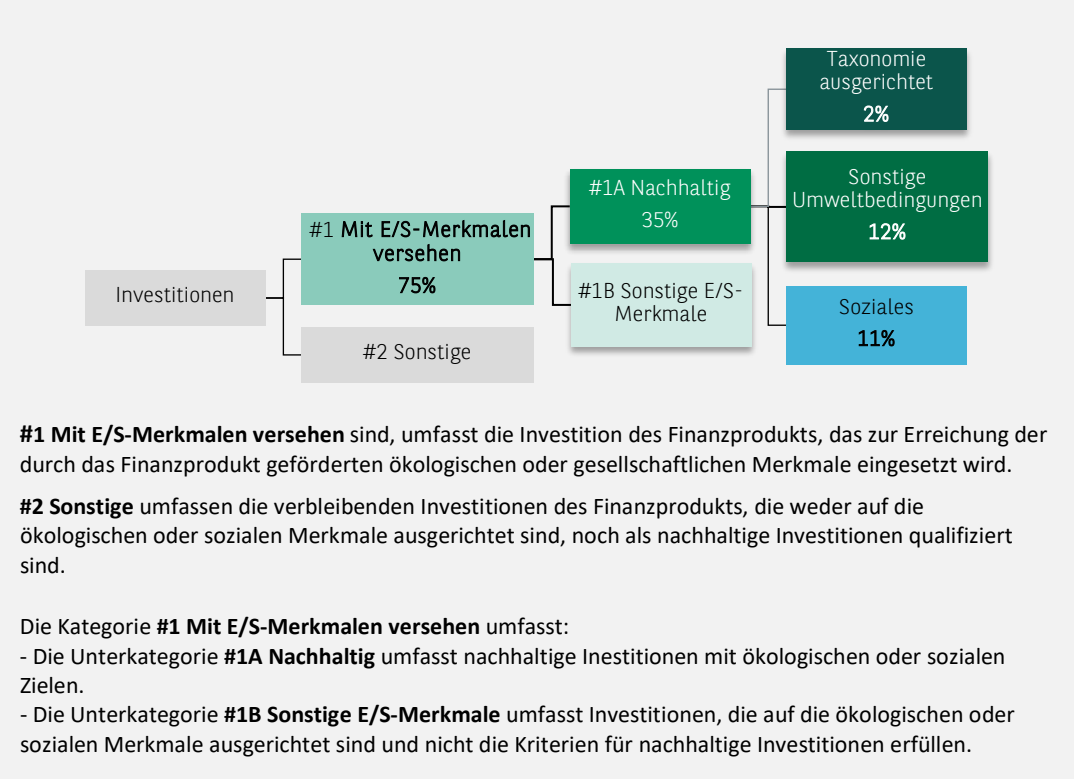 Taxonomie
ausgerichtet
2%
Sonstige
Umweltbedingungen
12%
#1A Nachhaltig
35%
#1 Mit E/S-Merkmalen
versehen
75%
Investitionen
#1B Sonstige E/S-
Merkmale
Soziales
11%
#2 Sonstige
#1 Mit E/S-Merkmalen versehen sind, umfasst die Investition des Finanzprodukts, das zur Erreichung der
durch das Finanzprodukt geförderten ökologischen oder gesellschaftlichen Merkmale eingesetzt wird.
#2 Sonstige umfassen die verbleibenden Investitionen des Finanzprodukts, die weder auf die
ökologischen oder sozialen Merkmale ausgerichtet sind, noch als nachhaltige Investitionen qualifiziert
sind.
Die Kategorie #1 Mit E/S-Merkmalen versehen umfasst:
- Die Unterkategorie #1A Nachhaltig umfasst nachhaltige Inestitionen mit ökologischen oder sozialen
Zielen.
- Die Unterkategorie #1B Sonstige E/S-Merkmale umfasst Investitionen, die auf die ökologischen oder
sozialen Merkmale ausgerichtet sind und nicht die Kriterien für nachhaltige Investitionen erfüllen.